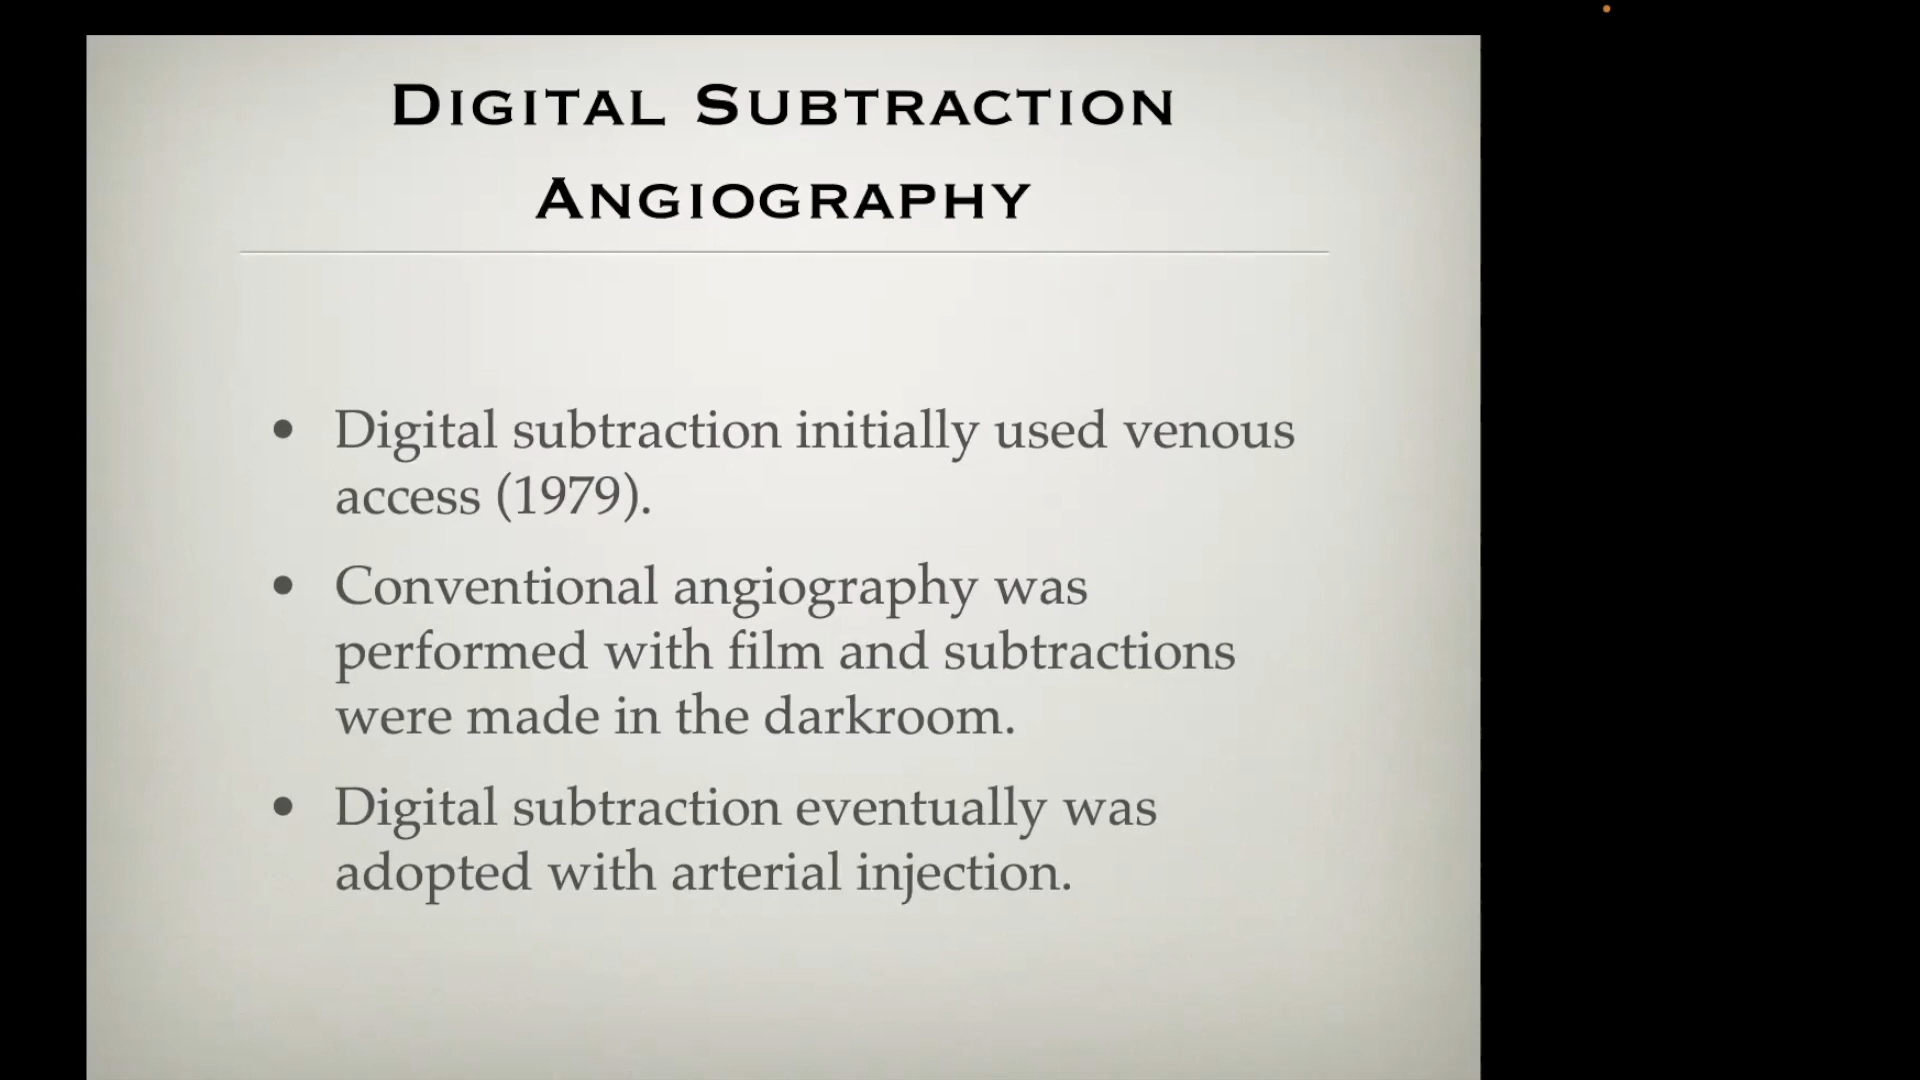 Digital Subtraction
Angiography
• Digital subtraction initially used venous
access (1979).
• Conventional angiography was
performed with film and subtractions
were made in the darkroom.
• Digital subtraction eventually was
adopted with arterial injection.